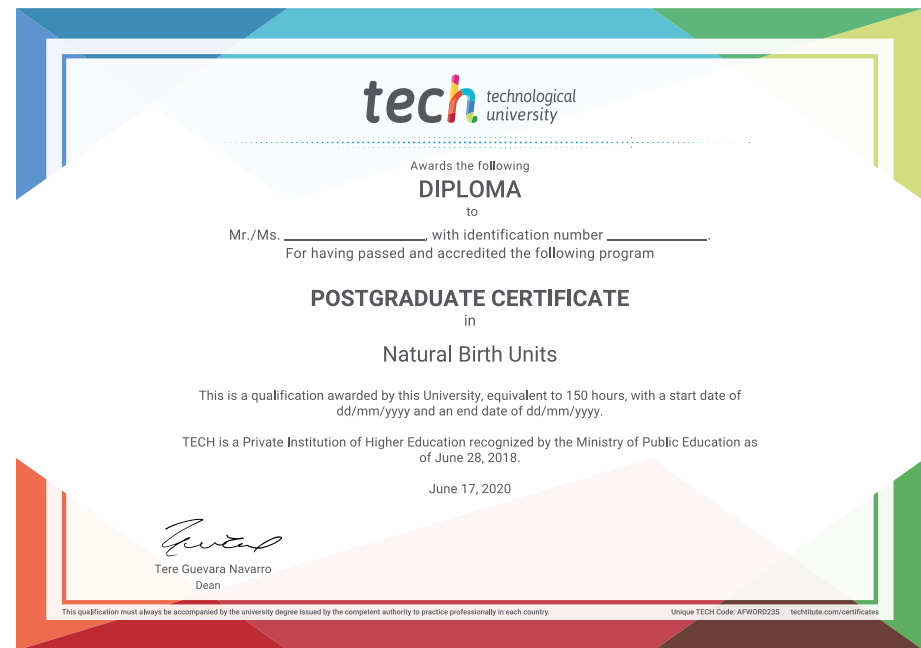 tech technological
university
Awards the following
DIPLOMA
to
Mr./Ms. ____________, with identification number ____________.
For having passed and accredited the following program
POSTGRADUATE CERTIFICATE
in
Natural Birth Units
This is a qualification awarded by this University, equivalent to 150 hours, with a start date of
dd/mm/yyyy and an end date of dd/mm/yyyy.
TECH is a Private Institution of Higher Education recognized by the Ministry of Public Education as
of June 28, 2018.
June 17, 2020
Tere Guevara Navarro
Dean
This qualification must always be accompanied by the university degree issued by the competent authority to practice professionally in each country.
Unique TECH Code: AFWORD23S techtitute.com/certificates